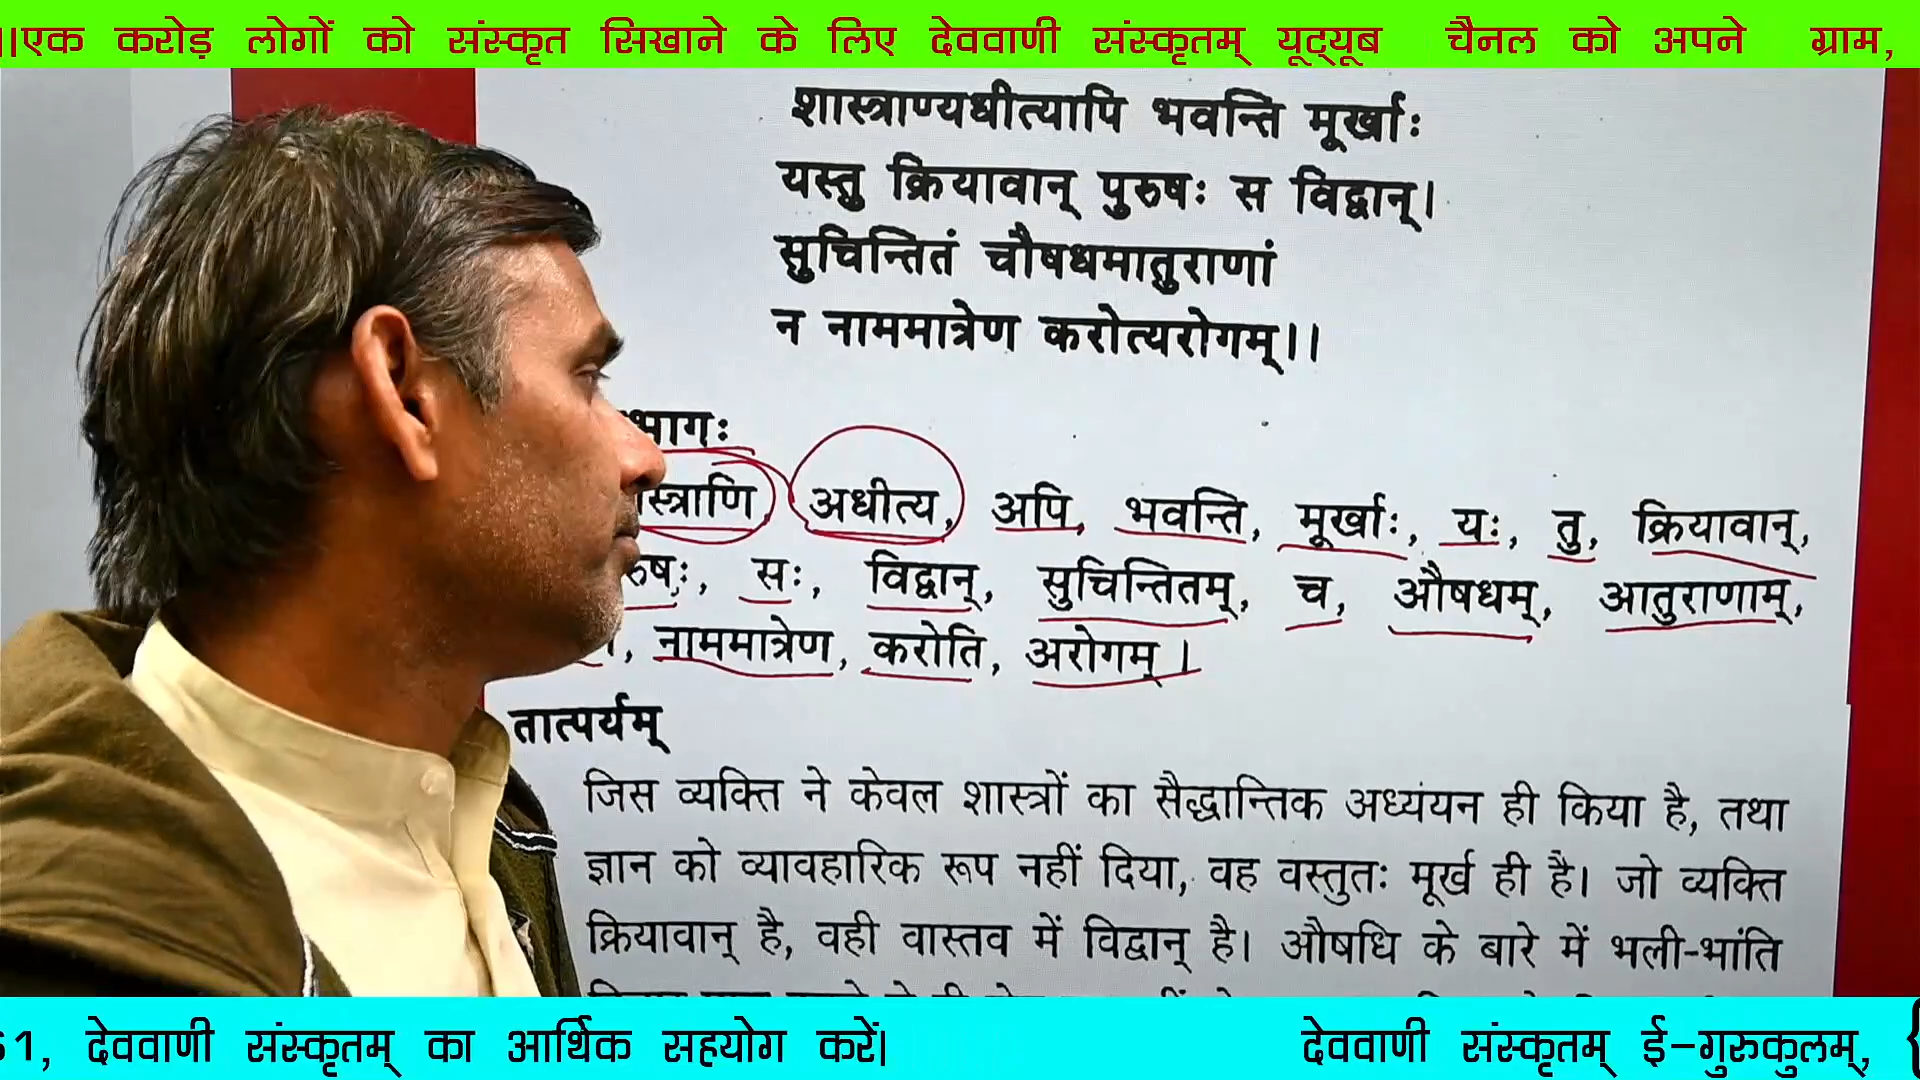 ।।एक करोड़ लोगों को संस्कृत सिखाने के लिए देववाणी संस्कृतम् यूट्यूब चैनल को अपने ग्राम,
शास्त्राण्यधीत्यापि भवन्ति मूर्खाः
यस्तु क्रियावान् पुरुषः स विद्वान्।
सुचिन्तितं चौषधमातुराणां
न नाममात्रेण करोत्यरोगम्।।
भागः
स्त्राणि, अधीत्य, अपि, भवन्ति, मूर्खाः, यः, तु, क्रियावान्,
रुषः, सः, विद्वान्, सुचिन्तितम्, च, औषधम्, आतुराणाम्,
, नाममात्रेण, करोति, अरोगम्।
तात्पर्यम्
जिस व्यक्ति ने केवल शास्त्रों का सैद्धान्तिक अध्ययन ही किया है, तथा
ज्ञान को व्यावहारिक रूप नहीं दिया, वह वस्तुतः मूर्ख ही है। जो व्यक्ति
क्रियावान् है, वही वास्तव में विद्वान् है। औषधि के बारे में भली-भांति
51, देववाणी संस्कृतम् का आर्थिक सहयोग करें। देववाणी संस्कृतम् ई-गुरुकुलम्, {